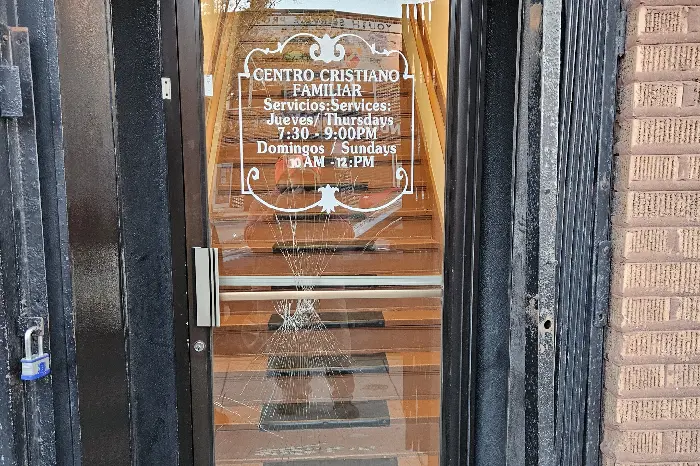 CENTRO CRISTIANO
FAMILIAR
Servicios:Services:
Jueves/Thursdays
7:30 - 9:00PM
Domingos / Sundays
10 AM - 12:PM